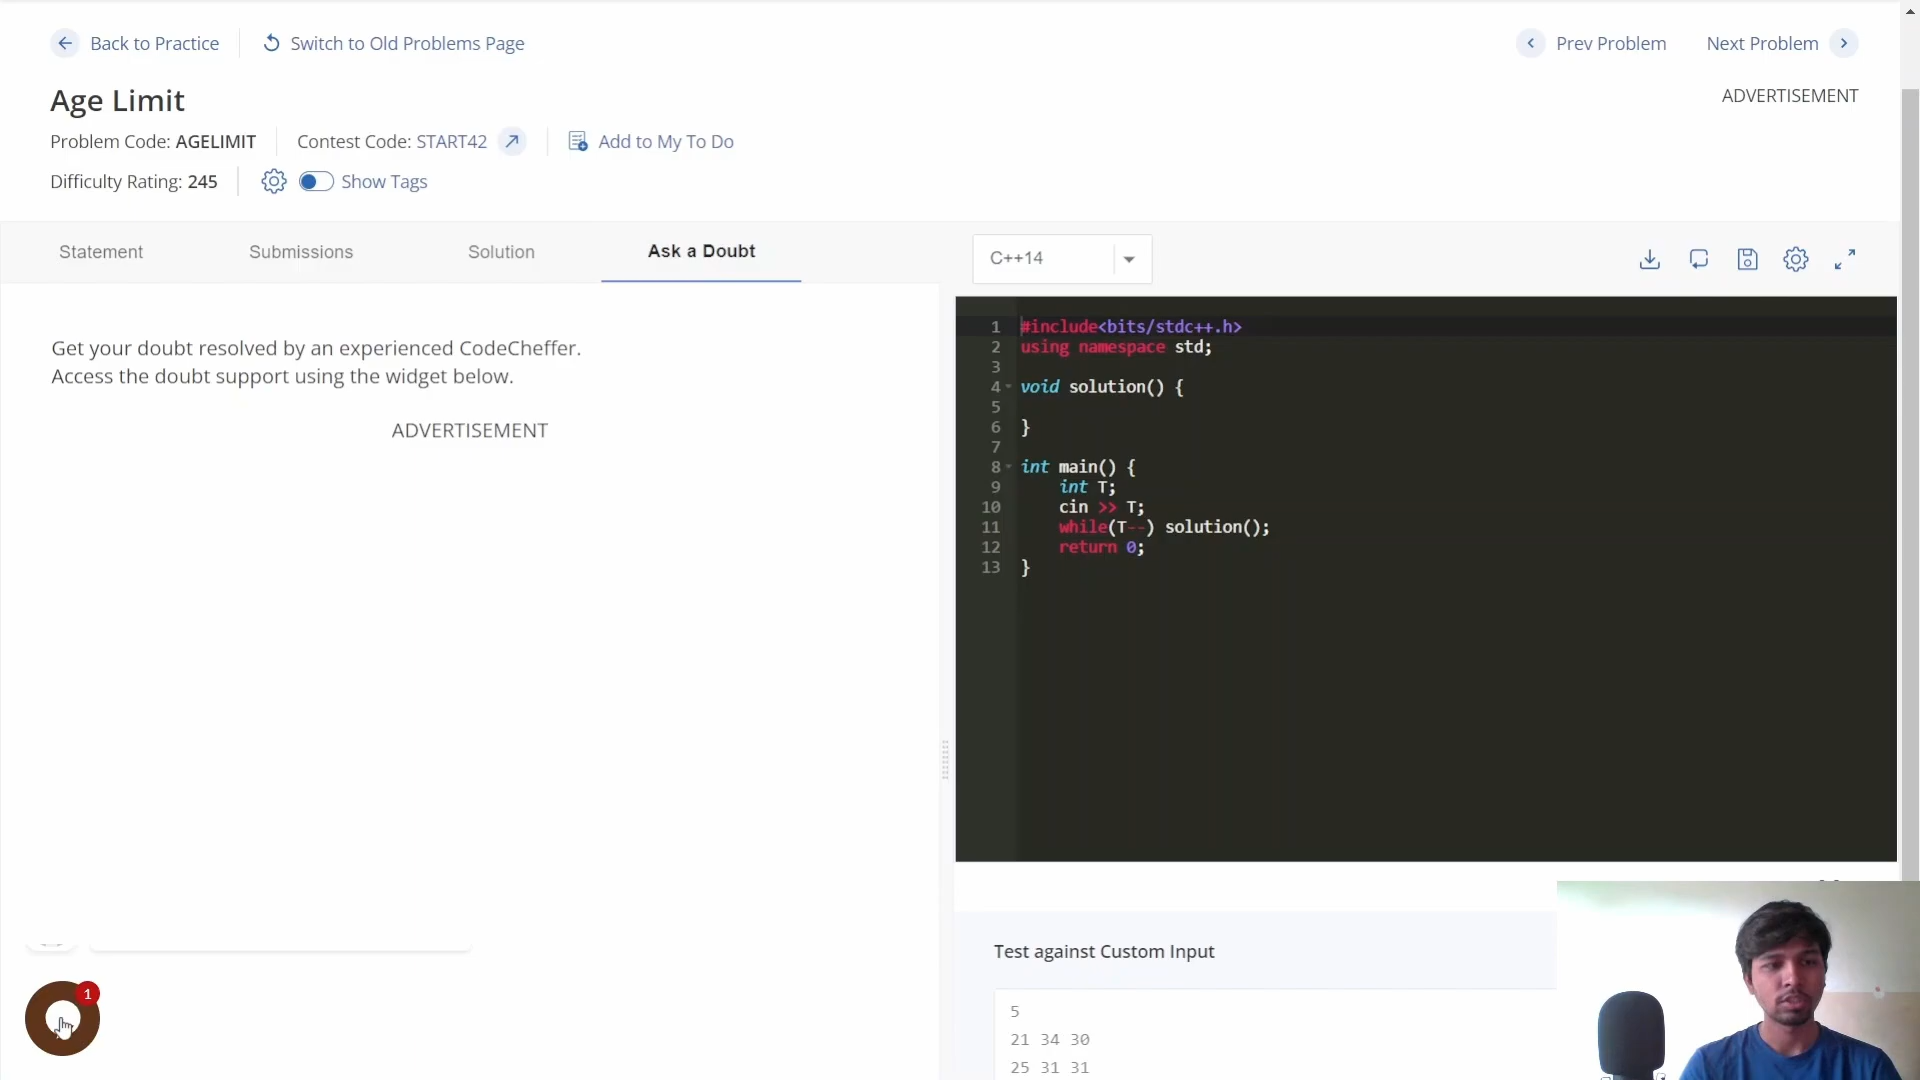 Back to Practice
Switch to Old Problems Page
Prev Problem
Next Problem
Age Limit
ADVERTISEMENT
Problem Code: AGELIMIT
Contest Code: START42
Add to My To Do
Difficulty Rating: 245
Show Tags
Statement
Submissions
Solution
Ask a Doubt
C++14
Get your doubt resolved by an experienced CodeCheffer.
Access the doubt support using the widget below.
ADVERTISEMENT
1 #include<bits/stdc++.h>
2 using namespace std;
3
4 void solution() {
5
6 }
7
8 int main() {
9 int T;
10 cin >> T;
11 while(T--) solution();
12 return 0;
13 }
1
Test against Custom Input
5
21 34 30
25 31 31